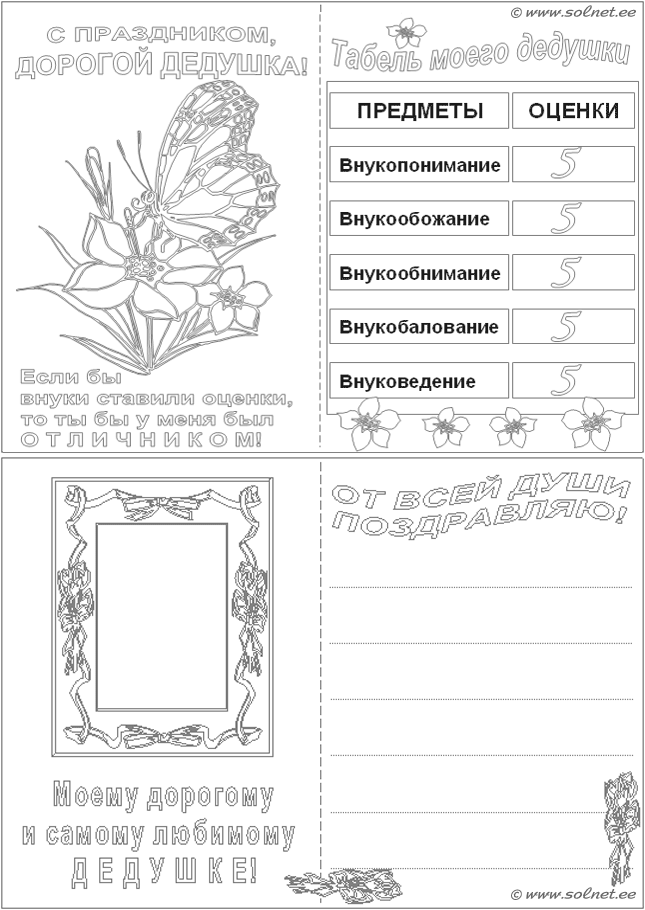 © www.solnet.ee
С ПРАЗДНИКОМ,
ДОРОГОЙ ДЕДУШКА!
Если бы
внуки ставили оценки,
то ты бы у меня был
ОТЛИЧНИКОМ!
Табель моего дедушки
ПРЕДМЕТЫ ОЦЕНКИ
Внукопонимание 5
Внукообожание 5
Внукообнимание 5
Внукобалование 5
Внуковедение 5
Моему дорогому
и самому любимому
ДЕДУШКЕ!
ОТ ВСЕЙ ДУШИ
ПОЗДРАВЛЯЮ!
© www.solnet.ee